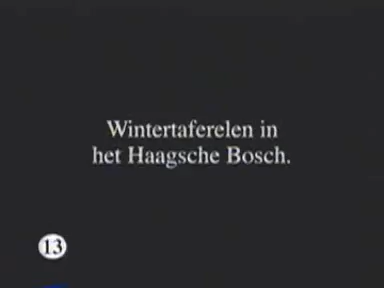 Wintertaferelen in
het Haagsche Bosch.
13